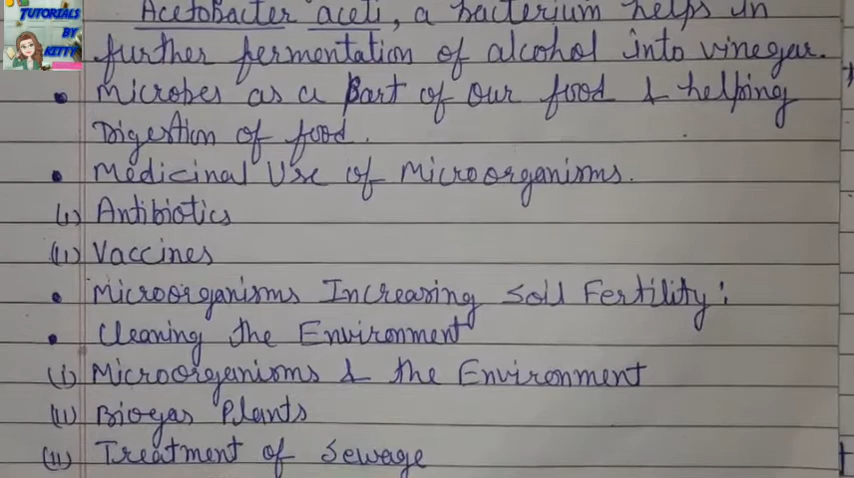 TUTORIALS
BY
KITTY
Acetobacter aceti, a bacterium helps in
further fermentation of alcohol into vinegar.
• Microbes as a Part of our food & helping
Digestion of food.
• Medicinal Use of Microorganisms.
(i) Antibiotics
(ii) Vaccines
• Microorganisms Increasing Soil Fertility:
• Cleaning the Environment
(i) Microorganisms & the Environment
(ii) Biogas Plants
(iii) Treatment of Sewage